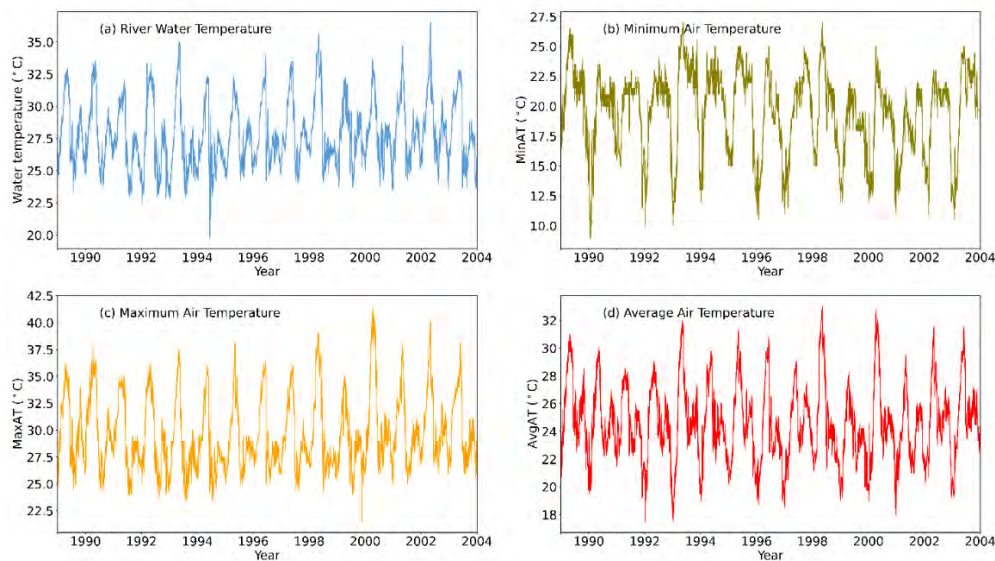 (a) River Water Temperature
Water temperature (°C)
35.0
32.5
30.0
27.5
25.0
22.5
20.0
1990 1992 1994 1996 1998 2000 2002 2004
Year
(b) Minimum Air Temperature
MinAT (°C)
27.5
25.0
22.5
20.0
17.5
15.0
12.5
10.0
1990 1992 1994 1996 1998 2000 2002 2004
Year
(c) Maximum Air Temperature
MaxAT (°C)
42.5
40.0
37.5
35.0
32.5
30.0
27.5
25.0
22.5
1990 1992 1994 1996 1998 2000 2002 2004
Year
(d) Average Air Temperature
AvgAT (°C)
32
30
28
26
24
22
20
18
1990 1992 1994 1996 1998 2000 2002 2004
Year